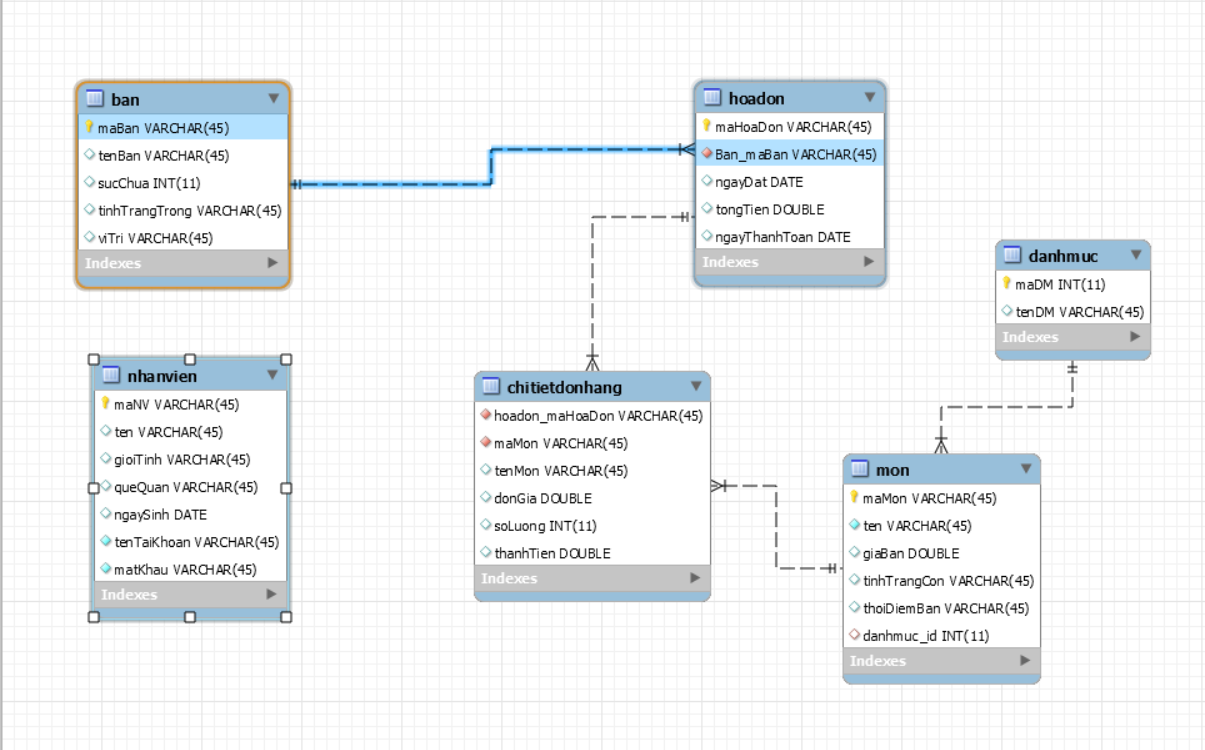 ban
maBan VARCHAR(45)
tenBan VARCHAR(45)
sucChua INT(11)
tinhTrangTrong VARCHAR(45)
viTri VARCHAR(45)
Indexes
hoadon
maHoaDon VARCHAR(45)
Ban_maBan VARCHAR(45)
ngayDat DATE
tongTien DOUBLE
ngayThanhToan DATE
Indexes
danhmuc
maDM INT(11)
tenDM VARCHAR(45)
Indexes
nhanvien
maNV VARCHAR(45)
ten VARCHAR(45)
gioiTinh VARCHAR(45)
queQuan VARCHAR(45)
ngaySinh DATE
tenTaiKhoan VARCHAR(45)
matKhau VARCHAR(45)
Indexes
chitietdonhang
hoadon_maHoaDon VARCHAR(45)
maMon VARCHAR(45)
tenMon VARCHAR(45)
donGia DOUBLE
soLuong INT(11)
thanhTien DOUBLE
Indexes
mon
maMon VARCHAR(45)
ten VARCHAR(45)
giaBan DOUBLE
tinhTrangCon VARCHAR(45)
thoiDiemBan VARCHAR(45)
danhmuc_id INT(11)
Indexes